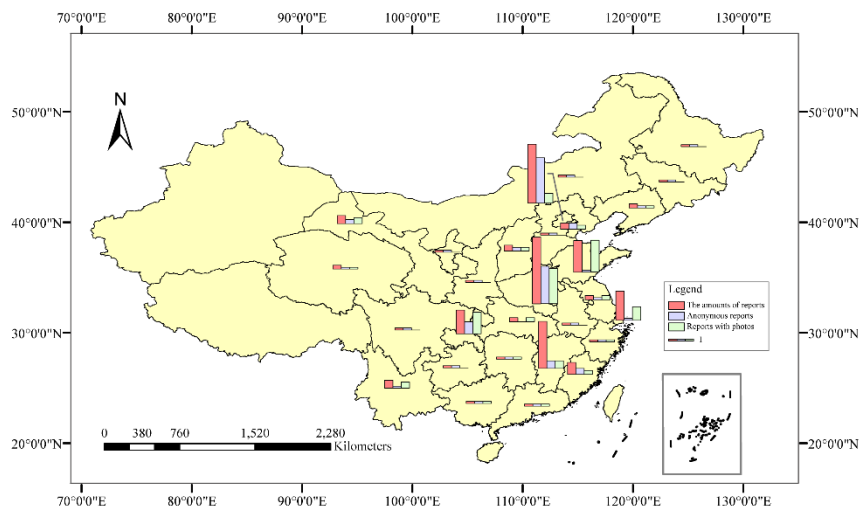 70°0'0"E 80°0'0"E 90°0'0"E 100°0'0"E 110°0'0"E 120°0'0"E 130°0'0"E
N
50°0'0"N 50°0'0"N
40°0'0"N 40°0'0"N
Legend
The amounts of reports
Anonymous reports
Reports with photos
1
30°0'0"N 30°0'0"N
0 380 760 1,520 2,280
Kilometers
20°0'0"N 20°0'0"N
70°0'0"E 80°0'0"E 90°0'0"E 100°0'0"E 110°0'0"E 120°0'0"E 130°0'0"E